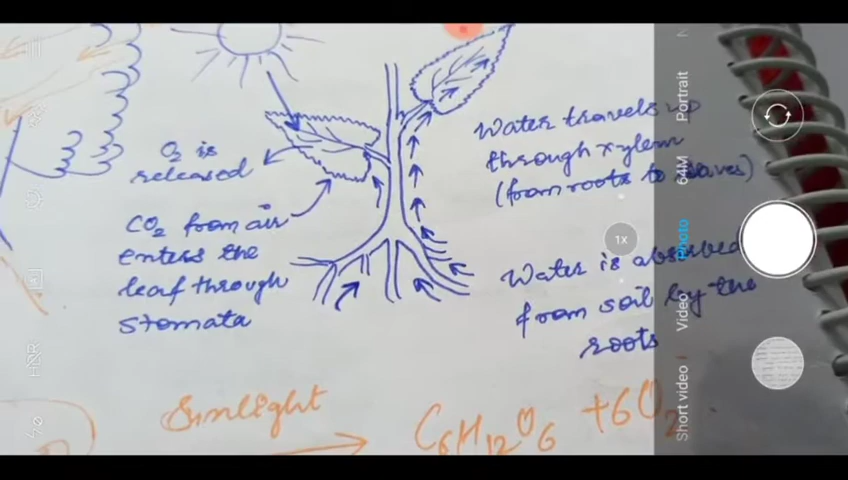 O2 is
released
CO2 from air
enters the
leaf through
stomata
Water travels up
through xylem
(from roots to leaves)
Water is absorbed
from soil by the
roots
Sunlight
C6H12O6 +6O2
N
Portrait
64M
Photo
Video
Short video
1X
HDR